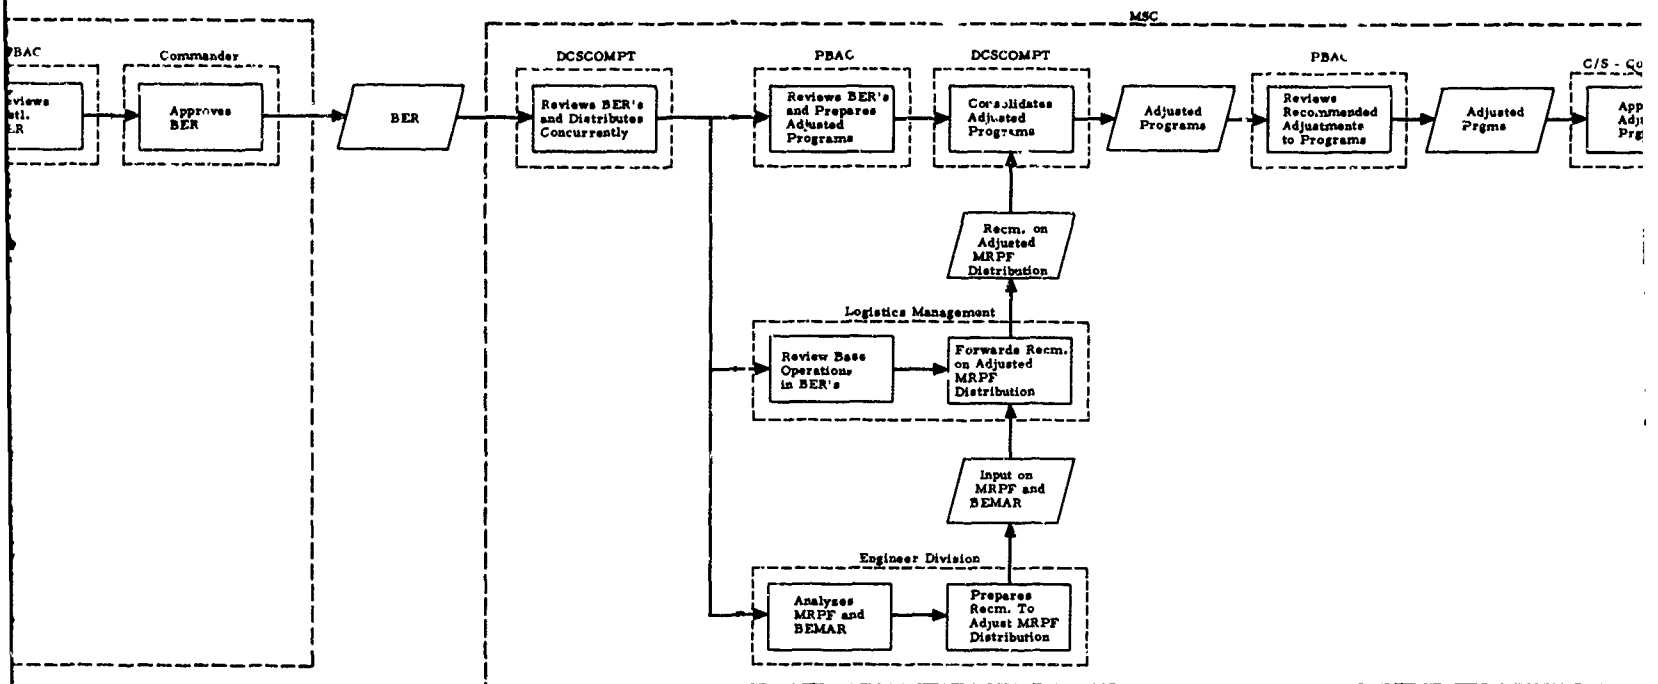 MSC
Commander
Approves
BER
BER
DCSCOMPT
Reviews BER's
and Distributes
Concurrently
PBAC
Reviews BER's
and Prepares
Adjusted
Programs
DCSCOMPT
Consolidates
Adjusted
Programs
Adjusted
Programs
PBAC
Reviews
Recommended
Adjustments
to Programs
Adjusted
Prgms
C/S -
Recm. on
Adjusted
MRPF
Distribution
Logistics Management
Review Base
Operations
in BER's
Forwards Recm.
on Adjusted
MRPF
Distribution
Input on
MRPF and
BEMAR
Engineer Division
Analyzes
MRPF and
BEMAR
Prepares
Recm. To
Adjust MRPF
Distribution